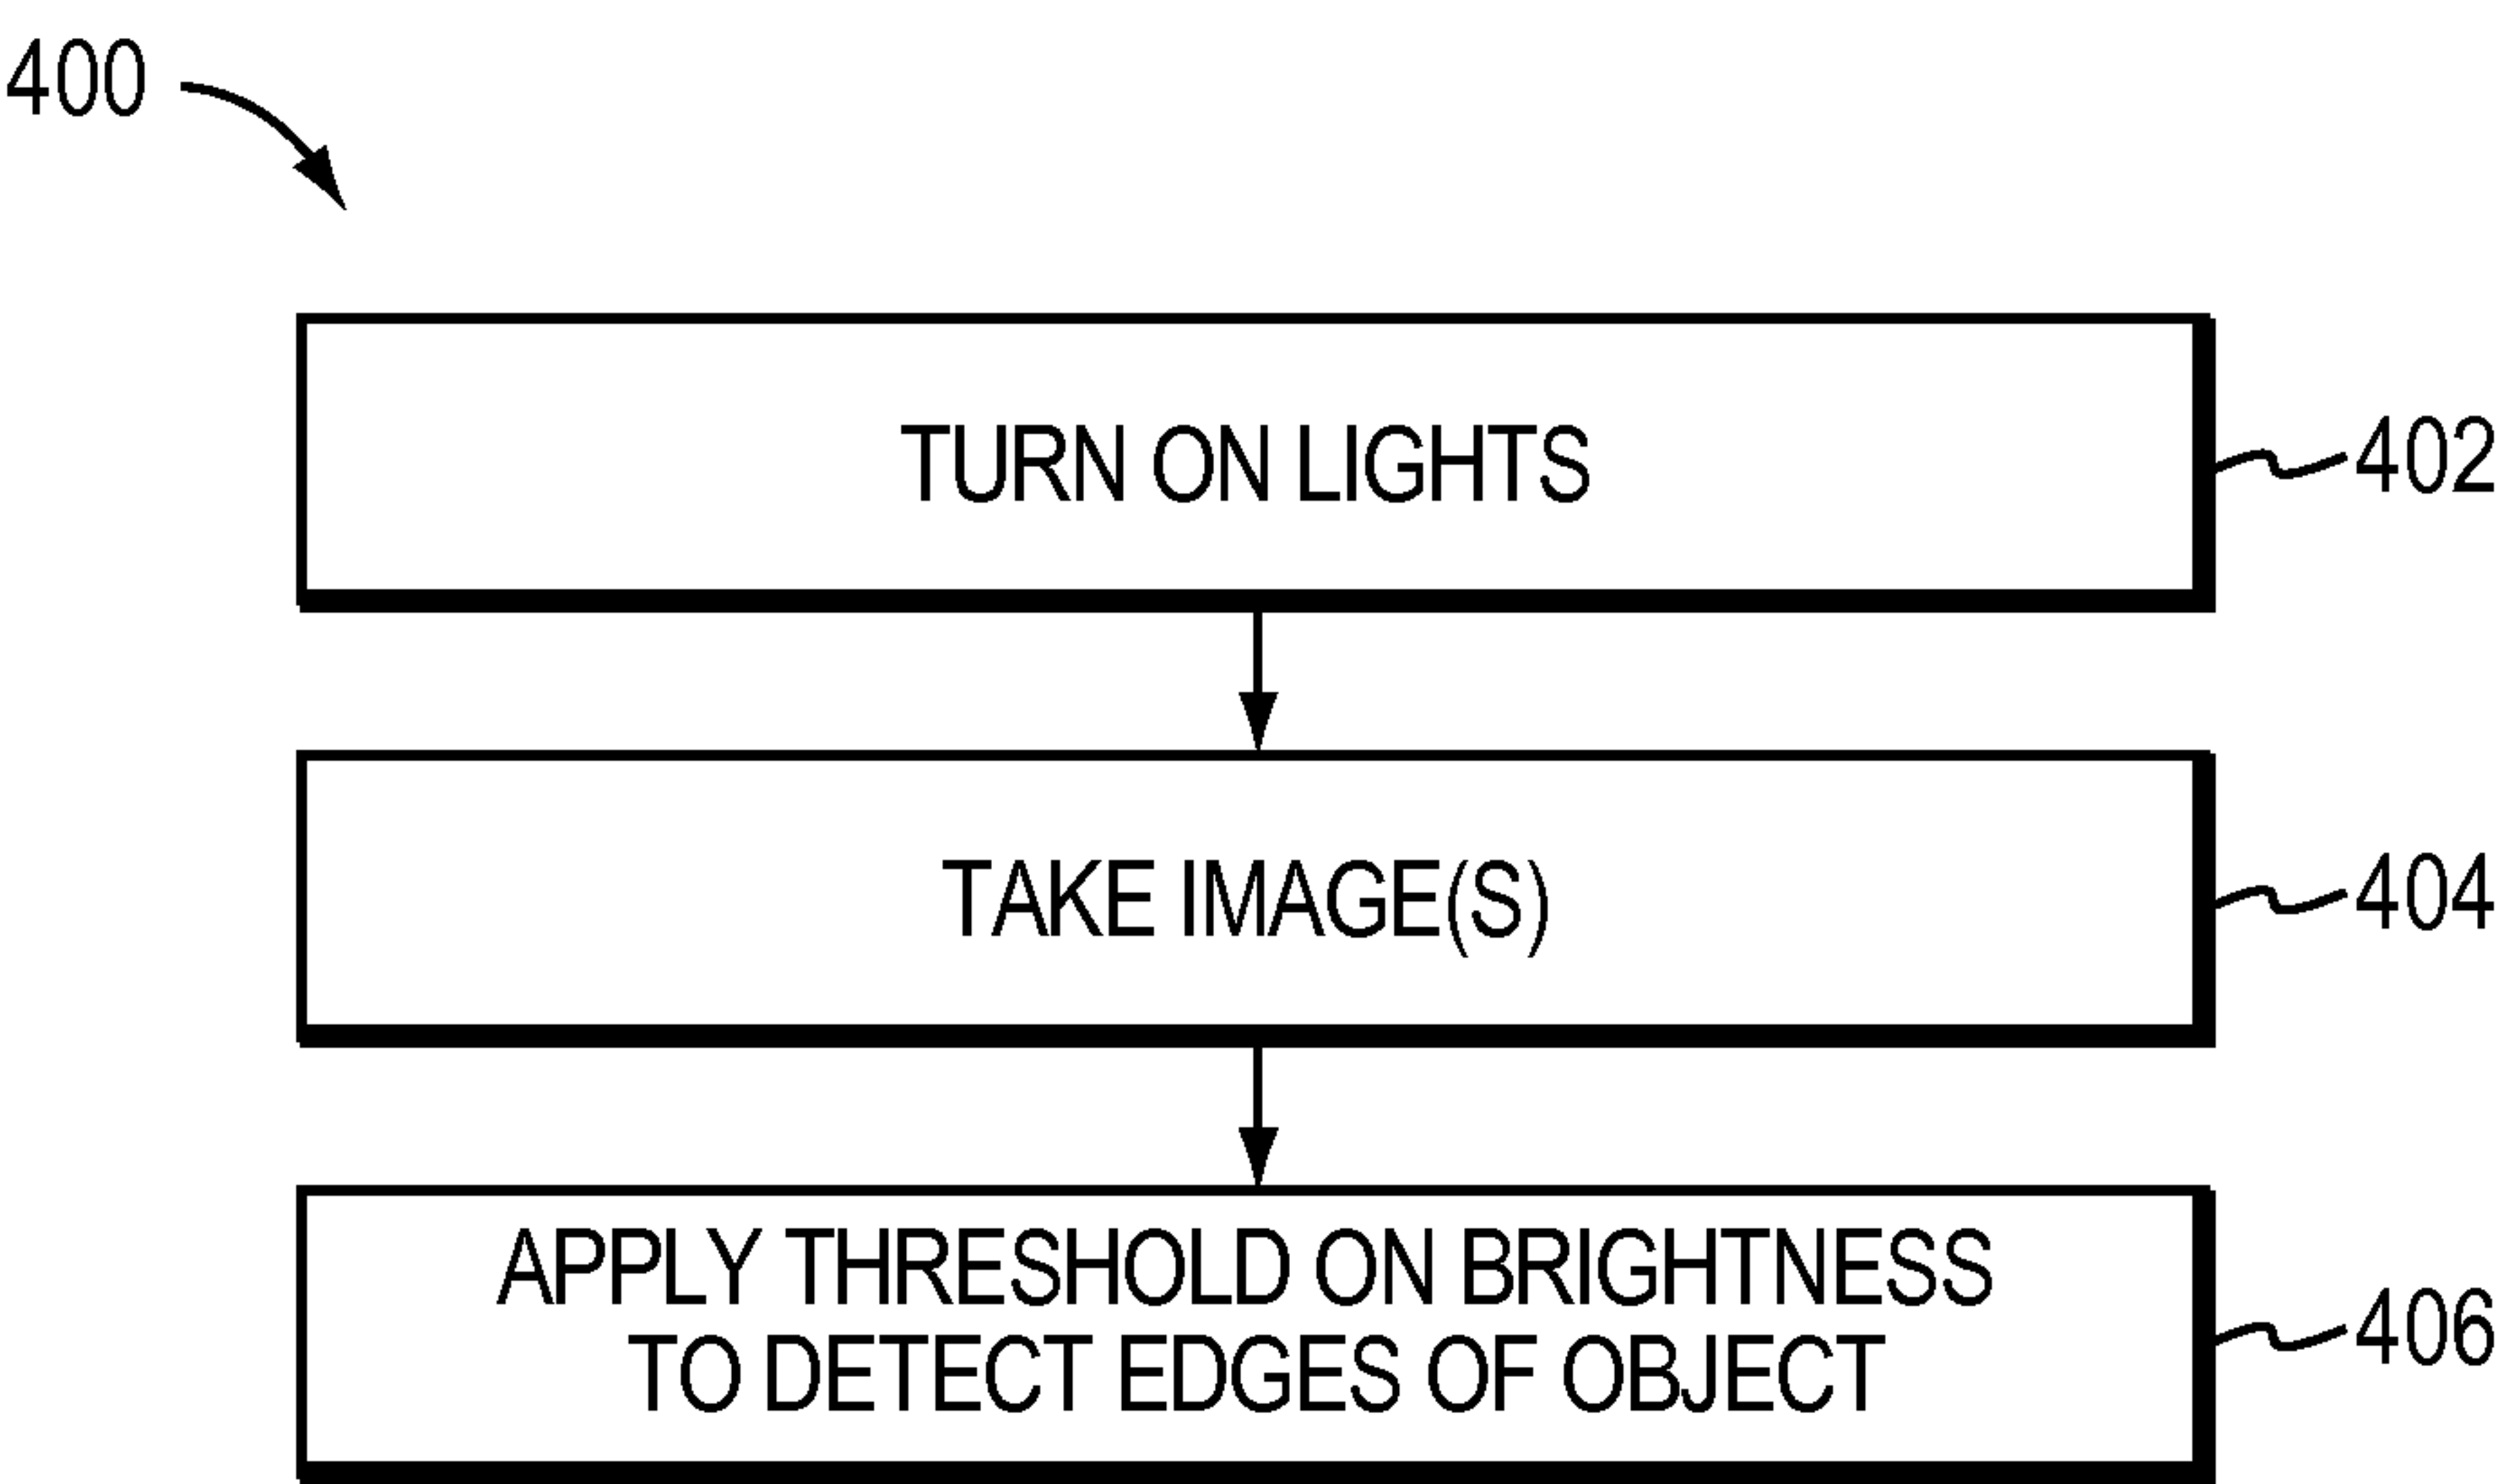 400
TURN ON LIGHTS
402
TAKE IMAGE(S)
404
APPLY THRESHOLD ON BRIGHTNESS
TO DETECT EDGES OF OBJECT
406